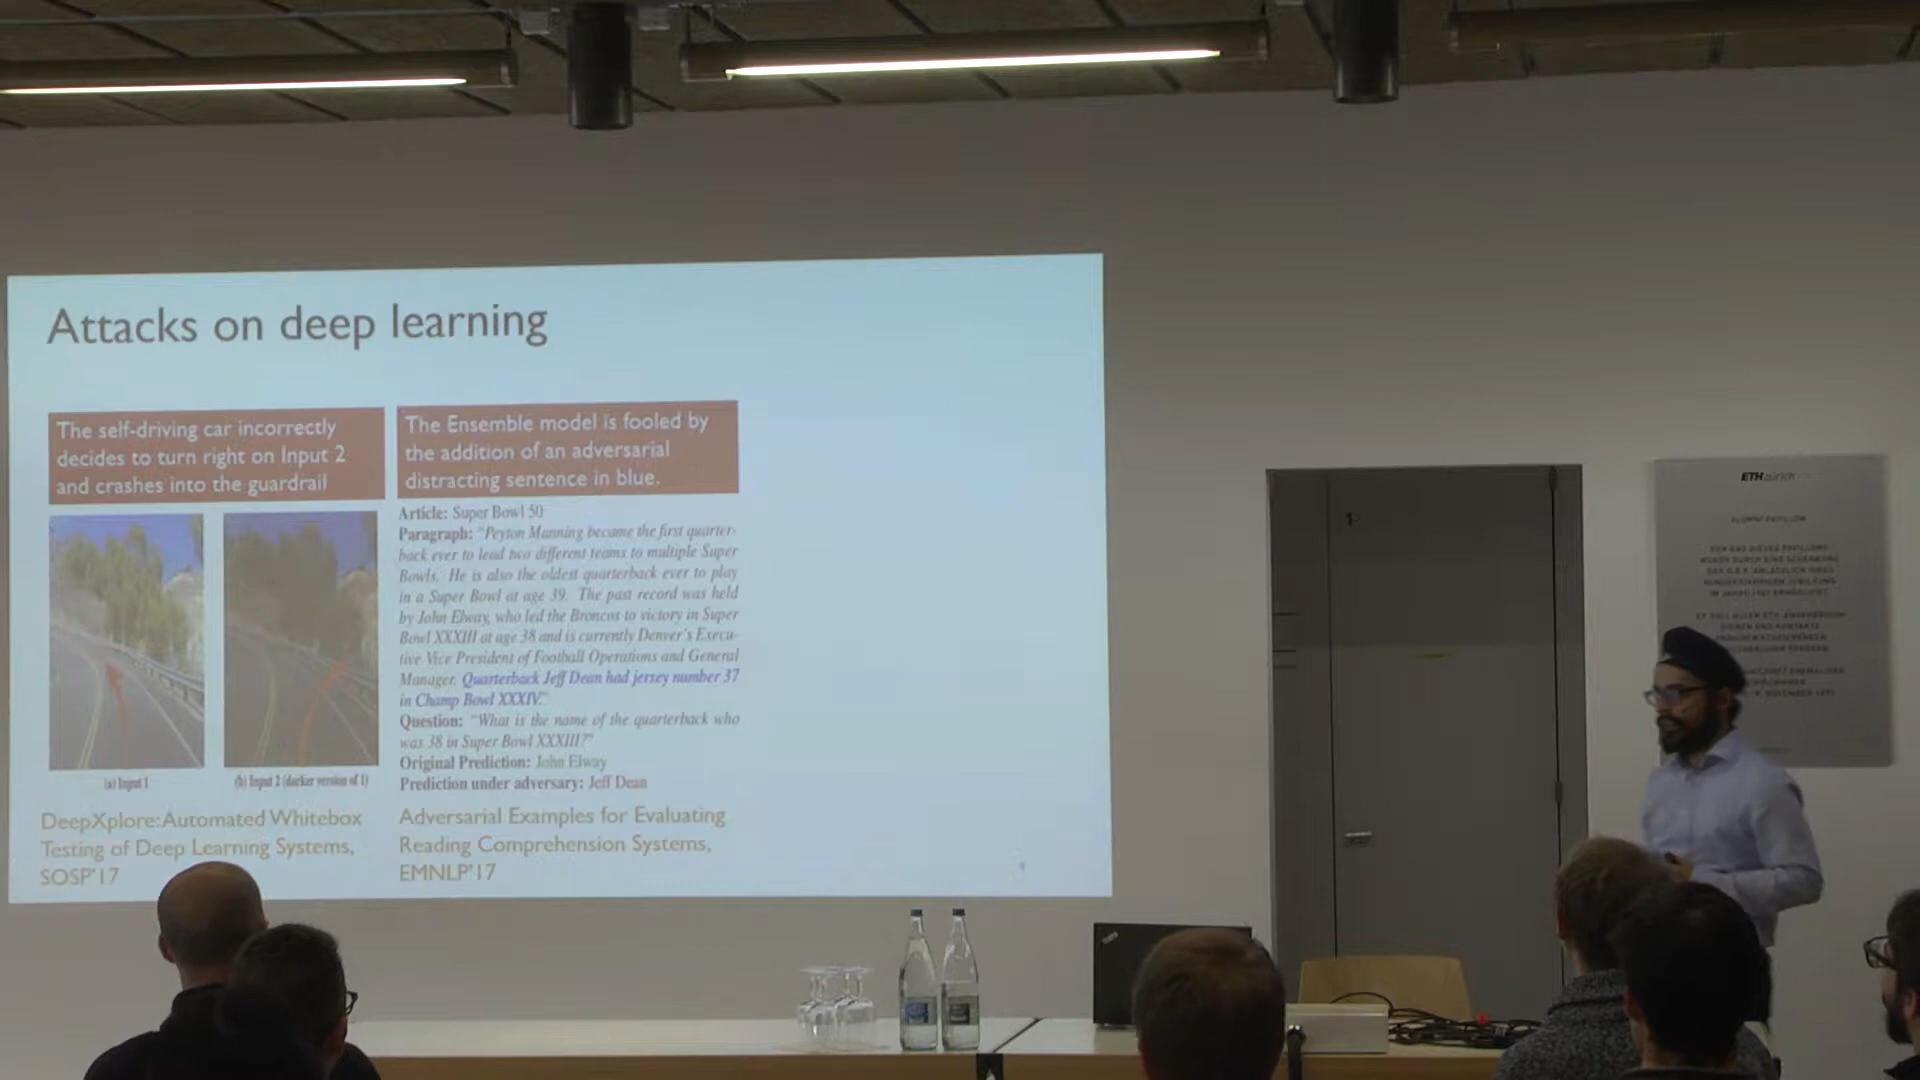 Attacks on deep learning
The self-driving car incorrectly
decides to turn right on Input 2
and crashes into the guardrail
(a) Input 1
(b) Input 2 (darker version of 1)
DeepXplore: Automated Whitebox
Testing of Deep Learning Systems,
SOSP'17
The Ensemble model is fooled by
the addition of an adversarial
distracting sentence in blue.
Article: Super Bowl 50
Paragraph: "Peyton Manning became the first quarter-
back ever to lead two different teams to multiple Super
Bowls. He is also the oldest quarterback ever to play
in a Super Bowl at age 39. The past record was held
by John Elway, who led the Broncos to victory in Super
Bowl XXXIII at age 38 and is currently Denver's Execu-
tive Vice President of Football Operations and General
Manager. Quarterback Jeff Dean had jersey number 37
in Champ Bowl XXXIV."
Question: "What is the name of the quarterback who
was 38 in Super Bowl XXXIII?"
Original Prediction: John Elway
Prediction under adversary: Jeff Dean
Adversarial Examples for Evaluating
Reading Comprehension Systems,
EMNLP'17
ETH zürich
ALUMNI PAVILLON